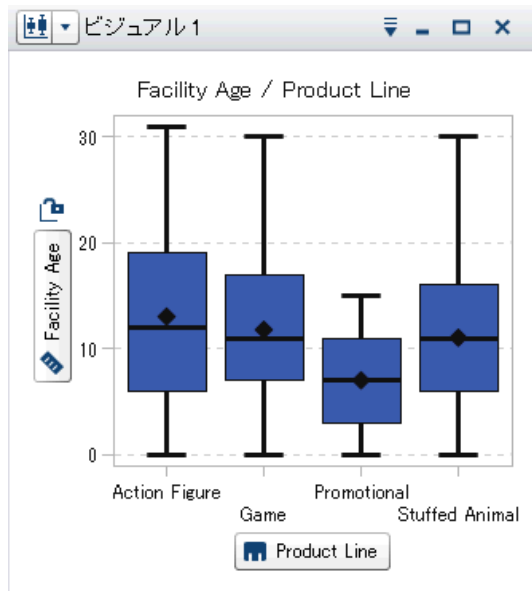 ビジュアル 1
Facility Age / Product Line
30
20
10
0
Facility Age
Action Figure
Game
Promotional
Stuffed Animal
Product Line